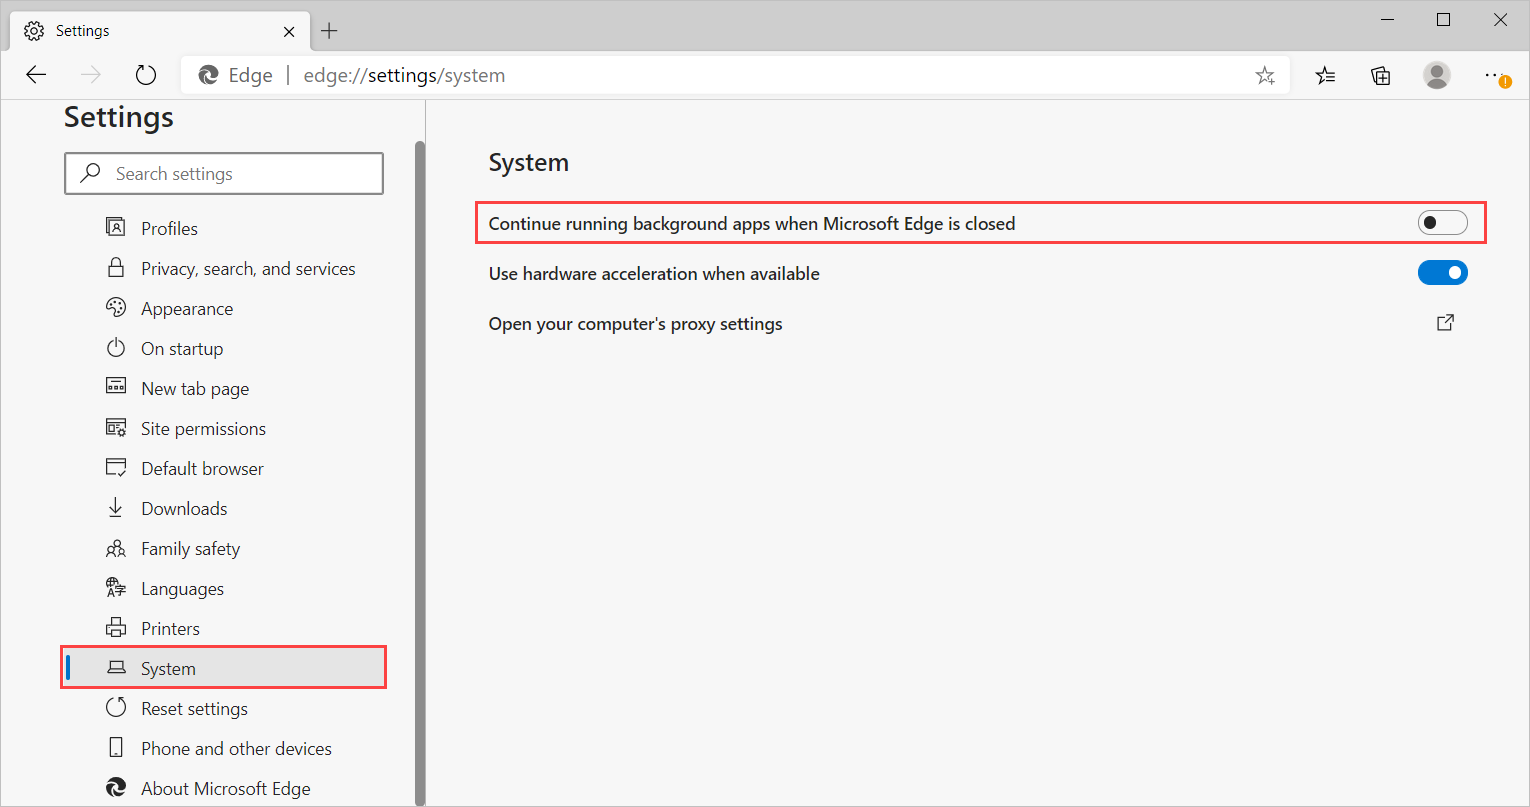 Settings
Edge | edge://settings/system
Settings
Search settings
Profiles
Privacy, search, and services
Appearance
On startup
New tab page
Site permissions
Default browser
Downloads
Family safety
Languages
Printers
System
Reset settings
Phone and other devices
About Microsoft Edge
System
Continue running background apps when Microsoft Edge is closed
Use hardware acceleration when available
Open your computer's proxy settings